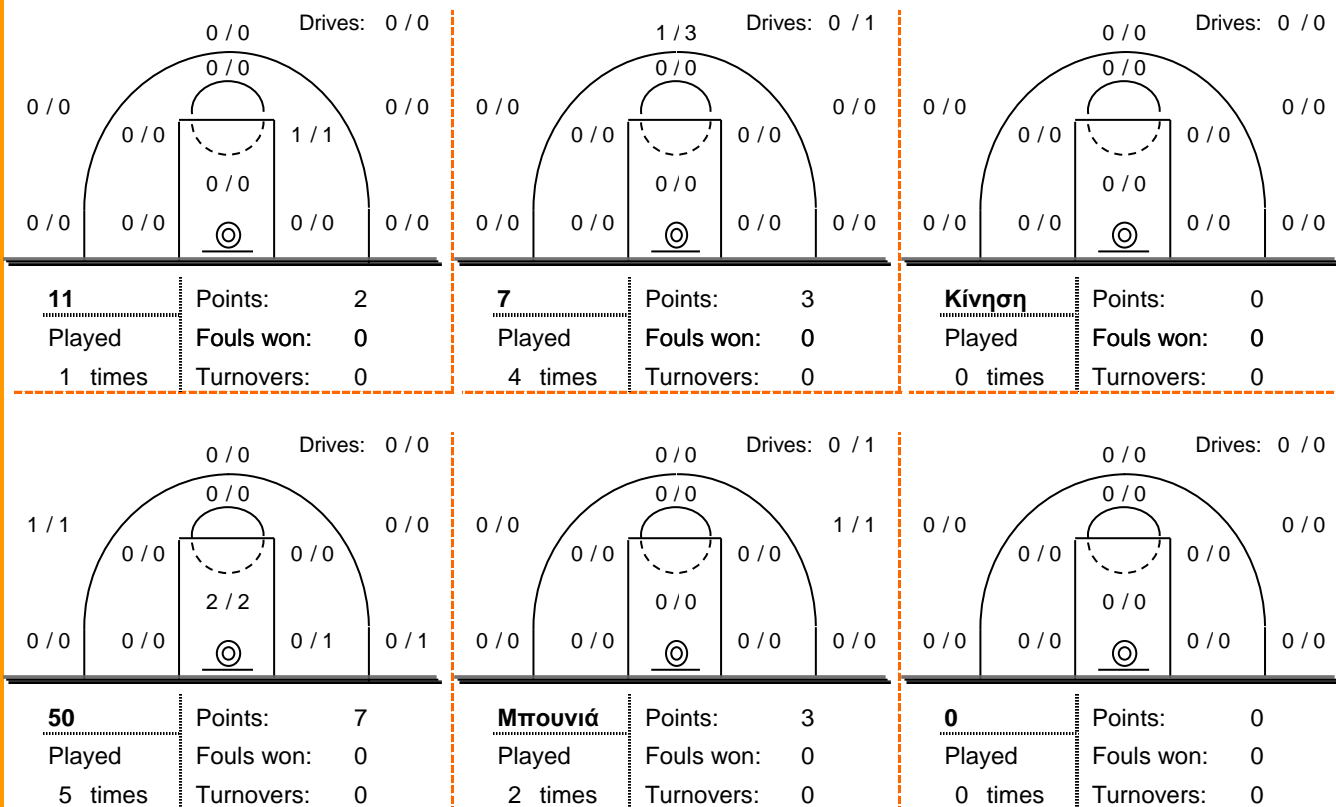 0 / 0 Drives: 0 / 0
0 / 0
0 / 0 0 / 0
0 / 0 1 / 1
0 / 0
0 / 0 0 / 0 0 / 0 0 / 0
11 Points: 2
Played Fouls won: 0
1 times Turnovers: 0
1 / 3 Drives: 0 / 1
0 / 0
0 / 0 0 / 0
0 / 0 0 / 0
0 / 0
0 / 0 0 / 0 0 / 0 0 / 0
7 Points: 3
Played Fouls won: 0
4 times Turnovers: 0
0 / 0 Drives: 0 / 0
0 / 0
0 / 0 0 / 0
0 / 0 0 / 0
0 / 0
0 / 0 0 / 0 0 / 0 0 / 0
Κίνηση Points: 0
Played Fouls won: 0
0 times Turnovers: 0
0 / 0 Drives: 0 / 0
0 / 0
1 / 1 0 / 0
0 / 0 0 / 0
2 / 2
0 / 0 0 / 0 0 / 1 0 / 1
50 Points: 7
Played Fouls won: 0
5 times Turnovers: 0
0 / 0 Drives: 0 / 1
0 / 0
0 / 0 1 / 1
0 / 0 0 / 0
0 / 0
0 / 0 0 / 0 0 / 0 0 / 0
Μπουνιά Points: 3
Played Fouls won: 0
2 times Turnovers: 0
0 / 0 Drives: 0 / 0
0 / 0
0 / 0 0 / 0
0 / 0 0 / 0
0 / 0
0 / 0 0 / 0 0 / 0 0 / 0
0 Points: 0
Played Fouls won: 0
0 times Turnovers: 0